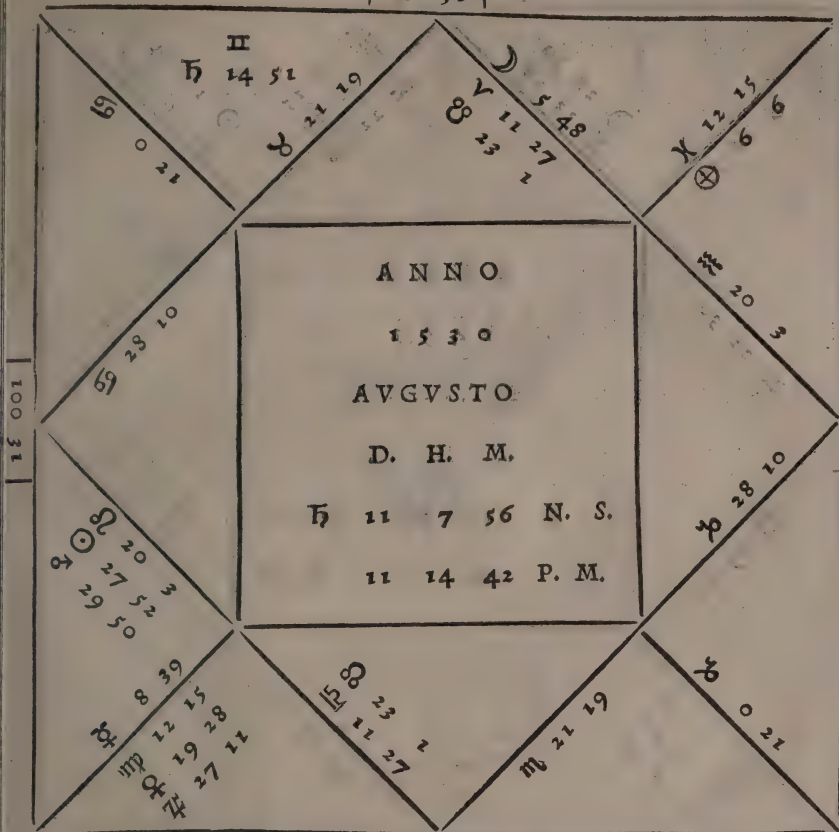 ♊
♄ 14 51
♋ 0 21
♉ 21 19
☽ 5 48
♈ 11 27
☋ 23 1
♓ 12 15
⊕ 6 6
♒ 20 3
♋ 28 10
ANNO
1530
AVGVSTO
D. H. M.
♄ 11 7 56 N. S.
11 14 42 P. M.
♑ 28 10
♌ 20 3
☉ 27 52
♂ 29 50
☿ 8 39
♍ 12 15
♀ 19 28
♃ 27 11
☊ 23 1
♎ 11 27
♏ 21 19
♐ 0 21